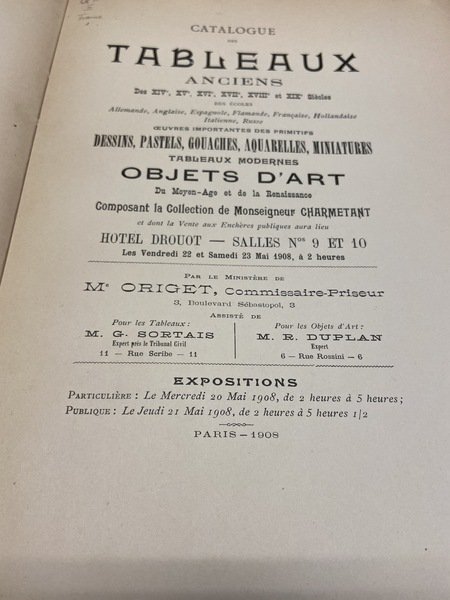 CATALOGUE
DES
TABLEAUX
ANCIENS
Des XIVe, XVe, XVIe, XVIIe, XVIIIe et XIXe Siècles
DES ÉCOLES
Allemande, Anglaise, Espagnole, Flamande, Française, Hollandaise
Italienne, Russe
ŒUVRES IMPORTANTES DES PRIMITIFS
DESSINS, PASTELS, GOUACHES, AQUARELLES, MINIATURES
TABLEAUX MODERNES
OBJETS D'ART
Du Moyen-Age et de la Renaissance
Composant la Collection de Monseigneur CHARMETANT
et dont la Vente aux Enchères publiques aura lieu
HOTEL DROUOT — SALLES Nos 9 ET 10
Les Vendredi 22 et Samedi 23 Mai 1908, à 2 heures
PAR LE MINISTÈRE DE
Me ORIGET, Commissaire-Priseur
3, Boulevard Sébastopol, 3
ASSISTÉ DE
Pour les Tableaux :
M. G. SORTAIS
Expert près le Tribunal Civil
11 — Rue Scribe — 11
Pour les Objets d'Art :
M. R. DUPLAN
Expert
6 — Rue Rossini — 6
EXPOSITIONS
PARTICULIÈRE : Le Mercredi 20 Mai 1908, de 2 heures à 5 heures;
PUBLIQUE : Le Jeudi 21 Mai 1908, de 2 heures à 5 heures 1/2
PARIS — 1908